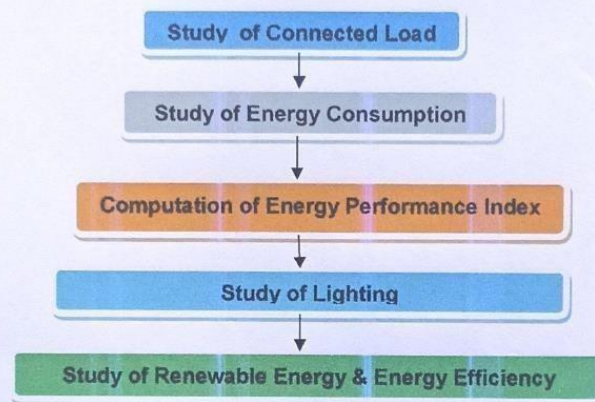 Study of Connected Load
Study of Energy Consumption
Computation of Energy Performance Index
Study of Lighting
Study of Renewable Energy & Energy Efficiency